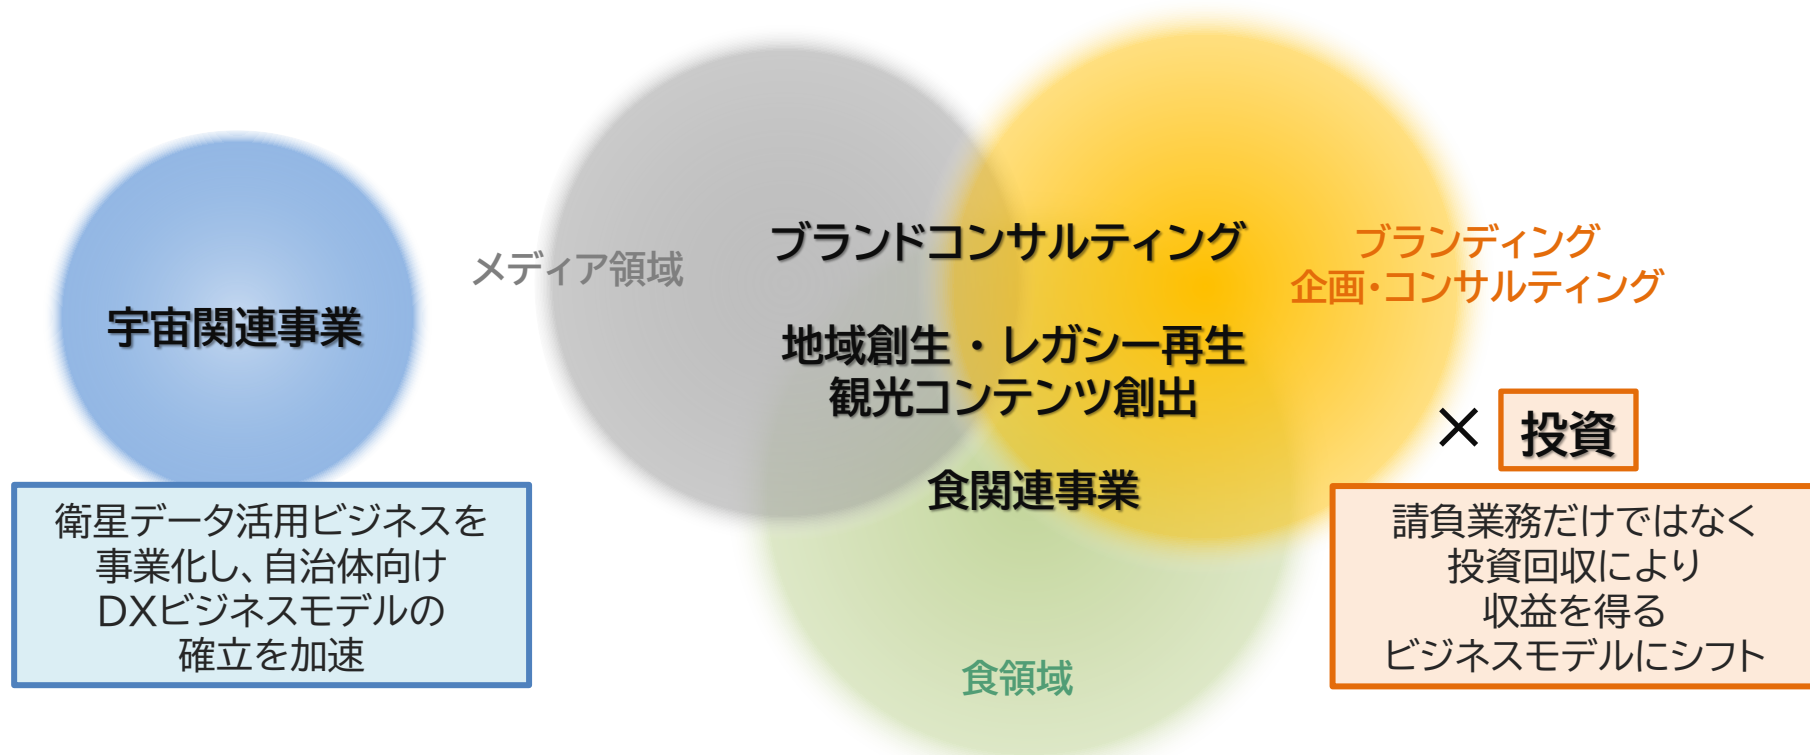 宇宙関連事業
衛星データ活用ビジネスを
事業化し、自治体向け
DXビジネスモデルの
確立を加速
メディア領域
ブランドコンサルティング
地域創生・レガシー再生
観光コンテンツ創出
食関連事業
食領域
ブランディング
企画・コンサルティング
× 投資
請負業務だけではなく
投資回収により
収益を得る
ビジネスモデルにシフト